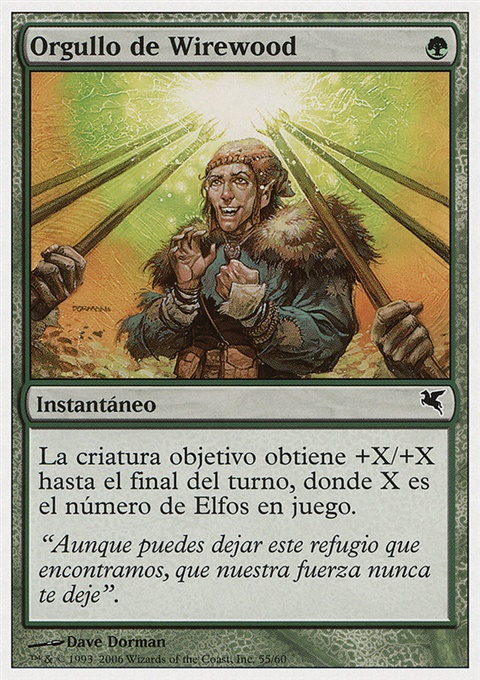 Orgullo de Wirewood
DORMAN
Instantáneo
La criatura objetivo obtiene +X/+X
hasta el final del turno, donde X es
el número de Elfos en juego.
“Aunque puedes dejar este refugio que
encontramos, que nuestra fuerza nunca
te deje”.
Dave Dorman
™ & © 1993–2006 Wizards of the Coast, Inc. 55/60